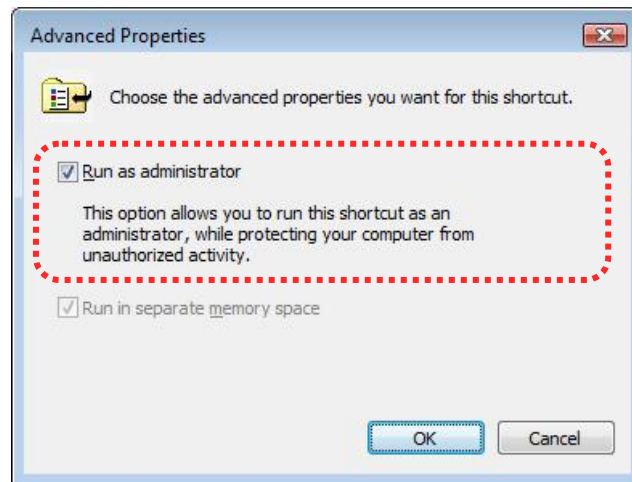 Advanced Properties
Choose the advanced properties you want for this shortcut.
Run as administrator
This option allows you to run this shortcut as an
administrator, while protecting your computer from
unauthorized activity.
Run in separate memory space
OK
Cancel